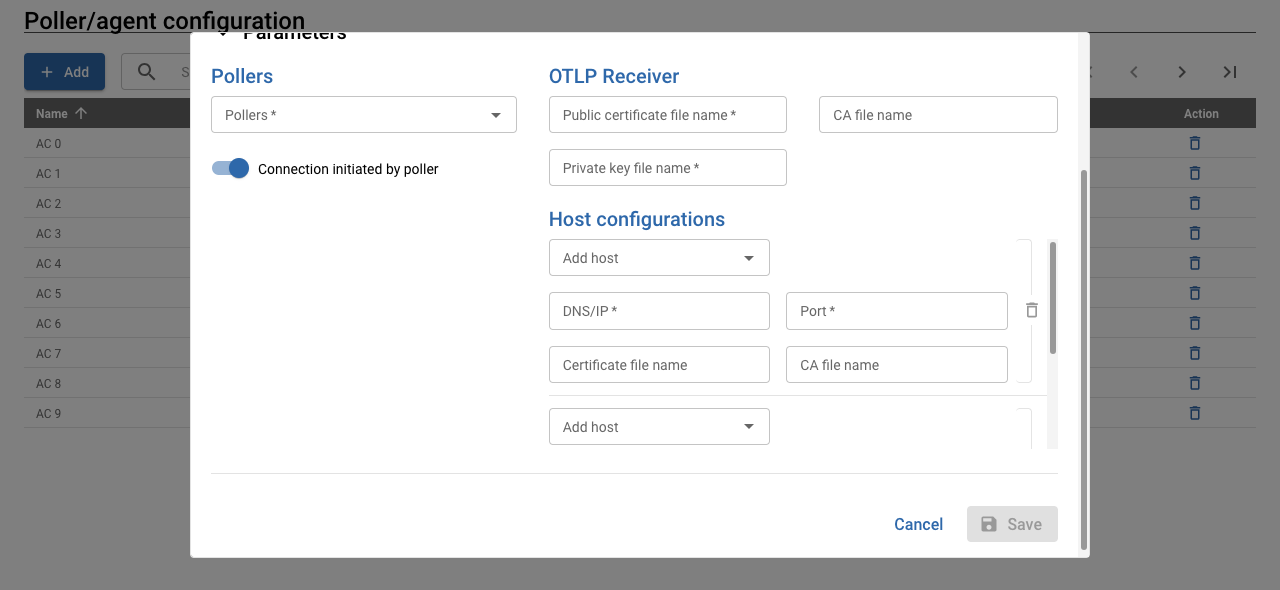 Poller/agent configuration
Parameters
Add
S
Name
Action
AC 0
AC 1
AC 2
AC 3
AC 4
AC 5
AC 6
AC 7
AC 8
AC 9
Pollers
Pollers *
Connection initiated by poller
OTLP Receiver
Public certificate file name *
CA file name
Private key file name *
Host configurations
Add host
DNS/IP *
Port *
Certificate file name
CA file name
Add host
Cancel
Save